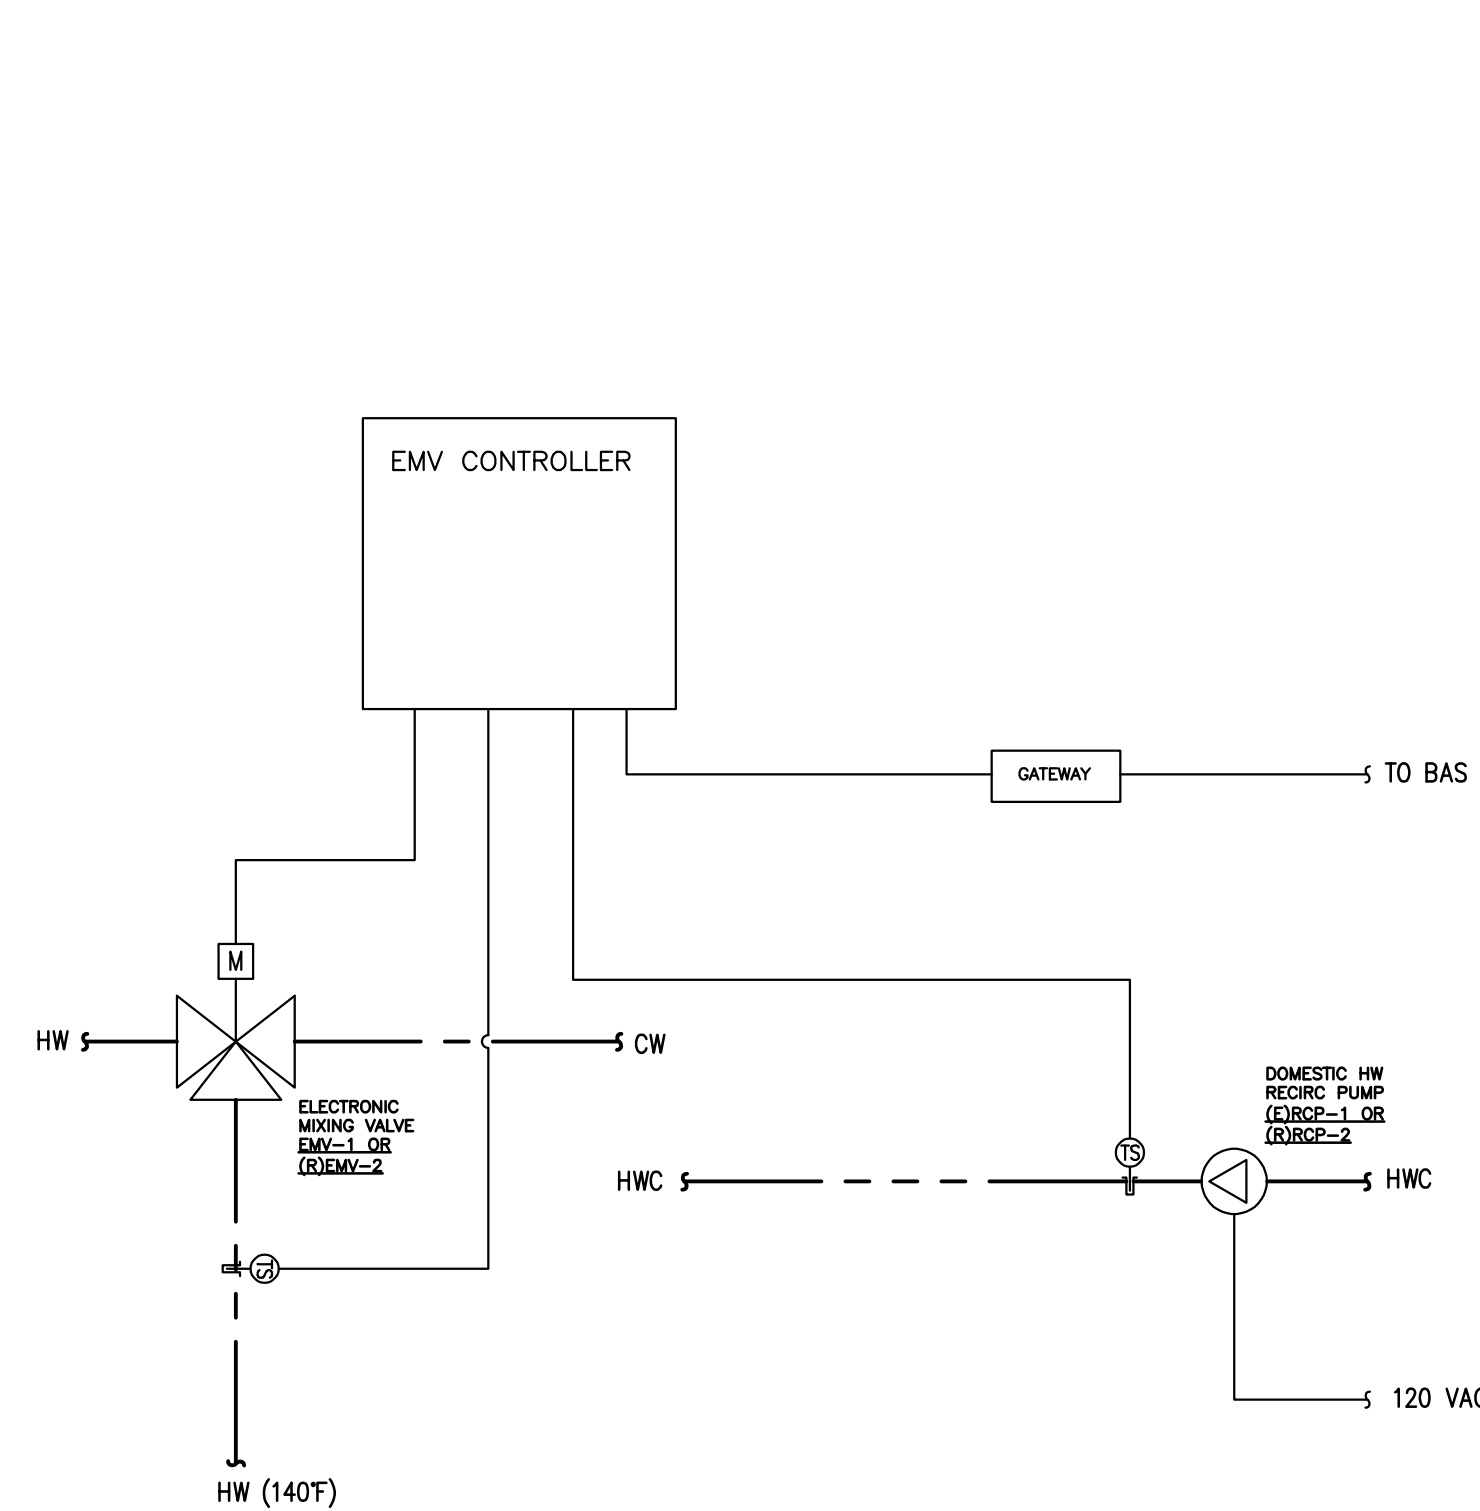 EMV CONTROLLER
GATEWAY
TO BAS
M
HW
CW
ELECTRONIC
MIXING VALVE
EMV-1 OR
(R)EMV-2
DOMESTIC HW
RECIRC PUMP
(E)RCP-1 OR
(R)RCP-2
TS
HWC
HWC
TS
120 VAC
HW (140°F)